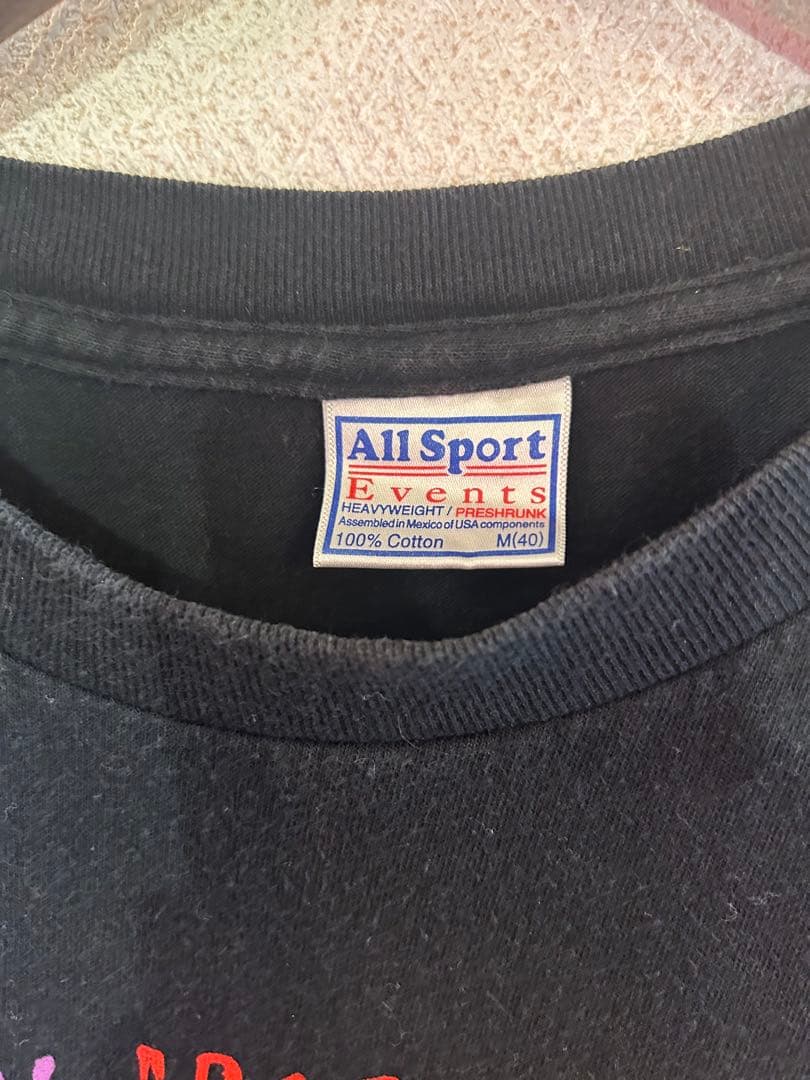 All Sport
Events
HEAVYWEIGHT / PRESHRUNK
Assembled in Mexico of USA components
100% Cotton M(40)